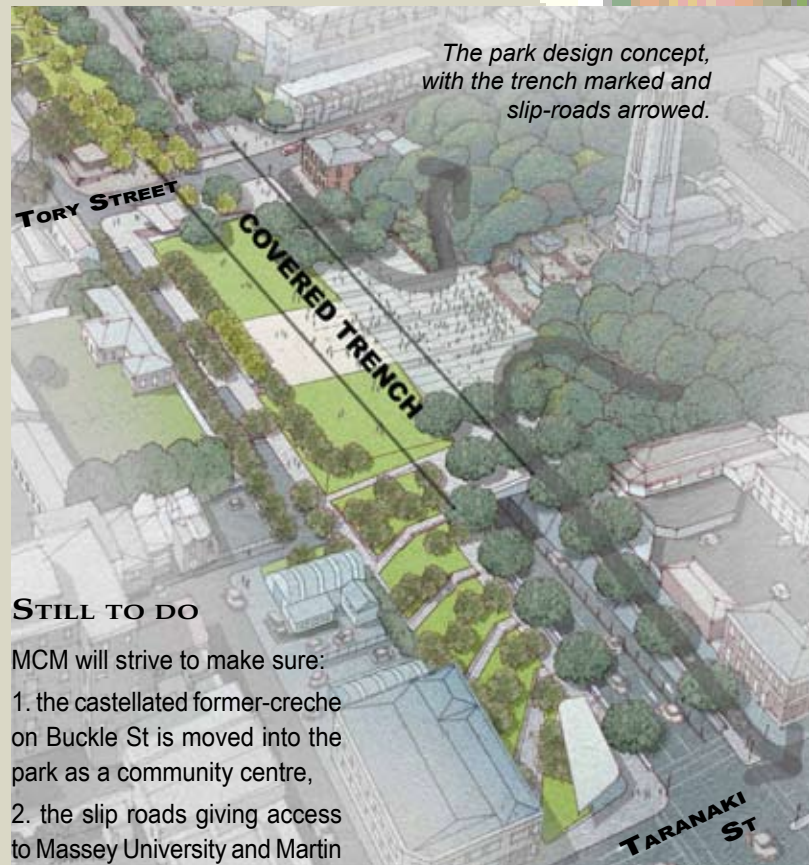 The park design concept,
with the trench marked and
slip-roads arrowed.
TORY STREET
COVERED TRENCH
STILL TO DO
MCM will strive to make sure:
1. the castellated former-creche
on Buckle St is moved into the
park as a community centre,
2. the slip roads giving access
to Massey University and Martin
TARANAKI
ST